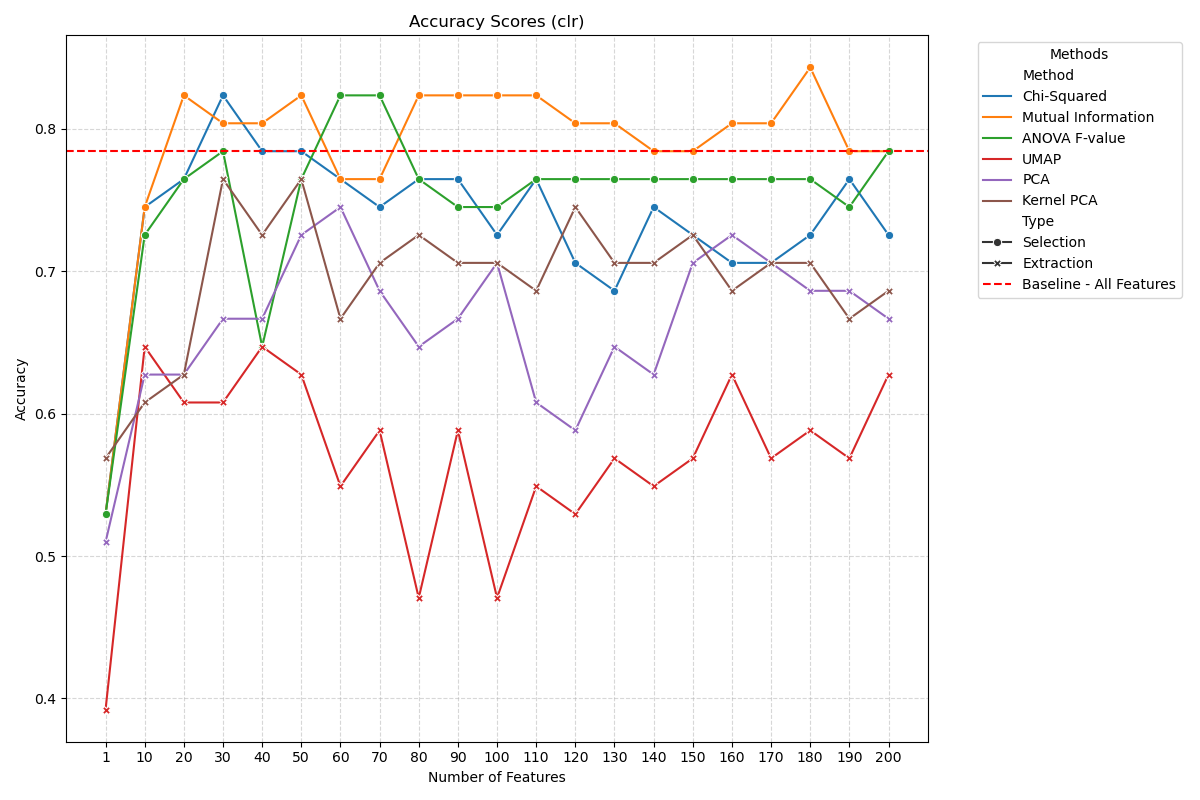 Accuracy Scores (clr)
Accuracy
0.8
0.7
0.6
0.5
0.4
1 10 20 30 40 50 60 70 80 90 100 110 120 130 140 150 160 170 180 190 200
Number of Features
Methods
Method
Chi-Squared
Mutual Information
ANOVA F-value
UMAP
PCA
Kernel PCA
Type
Selection
Extraction
Baseline - All Features